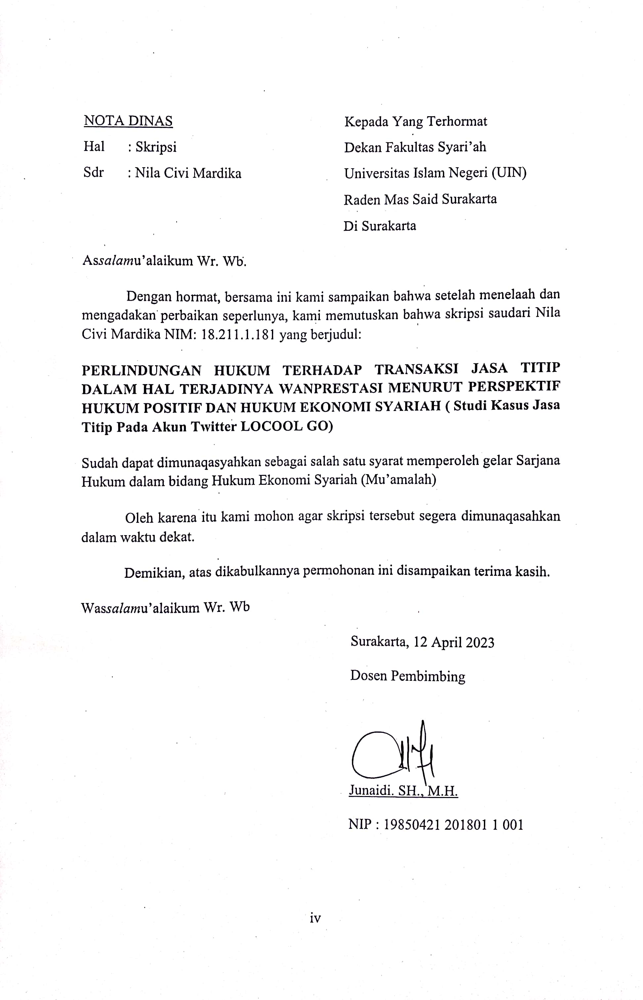 NOTA DINAS
Hal : Skripsi
Sdr : Nila Civi Mardika
Kepada Yang Terhormat
Dekan Fakultas Syari’ah
Universitas Islam Negeri (UIN)
Raden Mas Said Surakarta
Di Surakarta
Assalamu’alaikum Wr. Wb.
Dengan hormat, bersama ini kami sampaikan bahwa setelah menelaah dan
mengadakan perbaikan seperlunya, kami memutuskan bahwa skripsi saudari Nila
Civi Mardika NIM: 18.211.1.181 yang berjudul:
PERLINDUNGAN HUKUM TERHADAP TRANSAKSI JASA TITIP
DALAM HAL TERJADINYA WANPRESTASI MENURUT PERSPEKTIF
HUKUM POSITIF DAN HUKUM EKONOMI SYARIAH ( Studi Kasus Jasa
Titip Pada Akun Twitter LOCOOL GO)
Sudah dapat dimunaqasyahkan sebagai salah satu syarat memperoleh gelar Sarjana
Hukum dalam bidang Hukum Ekonomi Syariah (Mu’amalah)
Oleh karena itu kami mohon agar skripsi tersebut segera dimunaqasahkan
dalam waktu dekat.
Demikian, atas dikabulkannya permohonan ini disampaikan terima kasih.
Wassalamu’alaikum Wr. Wb
Surakarta, 12 April 2023
Dosen Pembimbing
Junaidi. SH., M.H.
NIP : 19850421 201801 1 001
iv